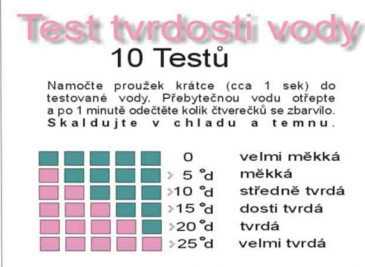 Test tvrdosti vody
10 Testů
Namočte proužek krátce (cca 1 sek) do
testované vody. Přebytečnou vodu otřepte
a po 1 minutě odečtěte kolik čtverečků se zbarvilo.
Skaldujte v chladu a temnu.
0 velmi měkká
> 5 °d měkká
>10 °d středně tvrdá
>15 °d dosti tvrdá
>20 °d tvrdá
>25 °d velmi tvrdá